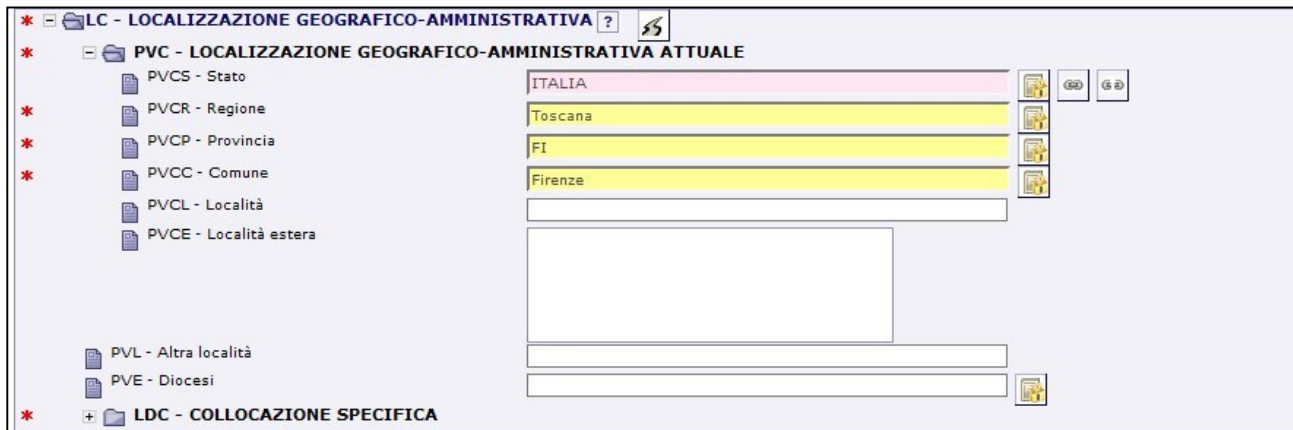 * LC - LOCALIZZAZIONE GEOGRAFICO-AMMINISTRATIVA ?
* PVC - LOCALIZZAZIONE GEOGRAFICO-AMMINISTRATIVA ATTUALE
PVCS - Stato ITALIA
* PVCR - Regione Toscana
* PVCP - Provincia FI
* PVCC - Comune Firenze
PVCL - Località
PVCE - Località estera
PVL - Altra località
PVE - Diocesi
* LDC - COLLOCAZIONE SPECIFICA